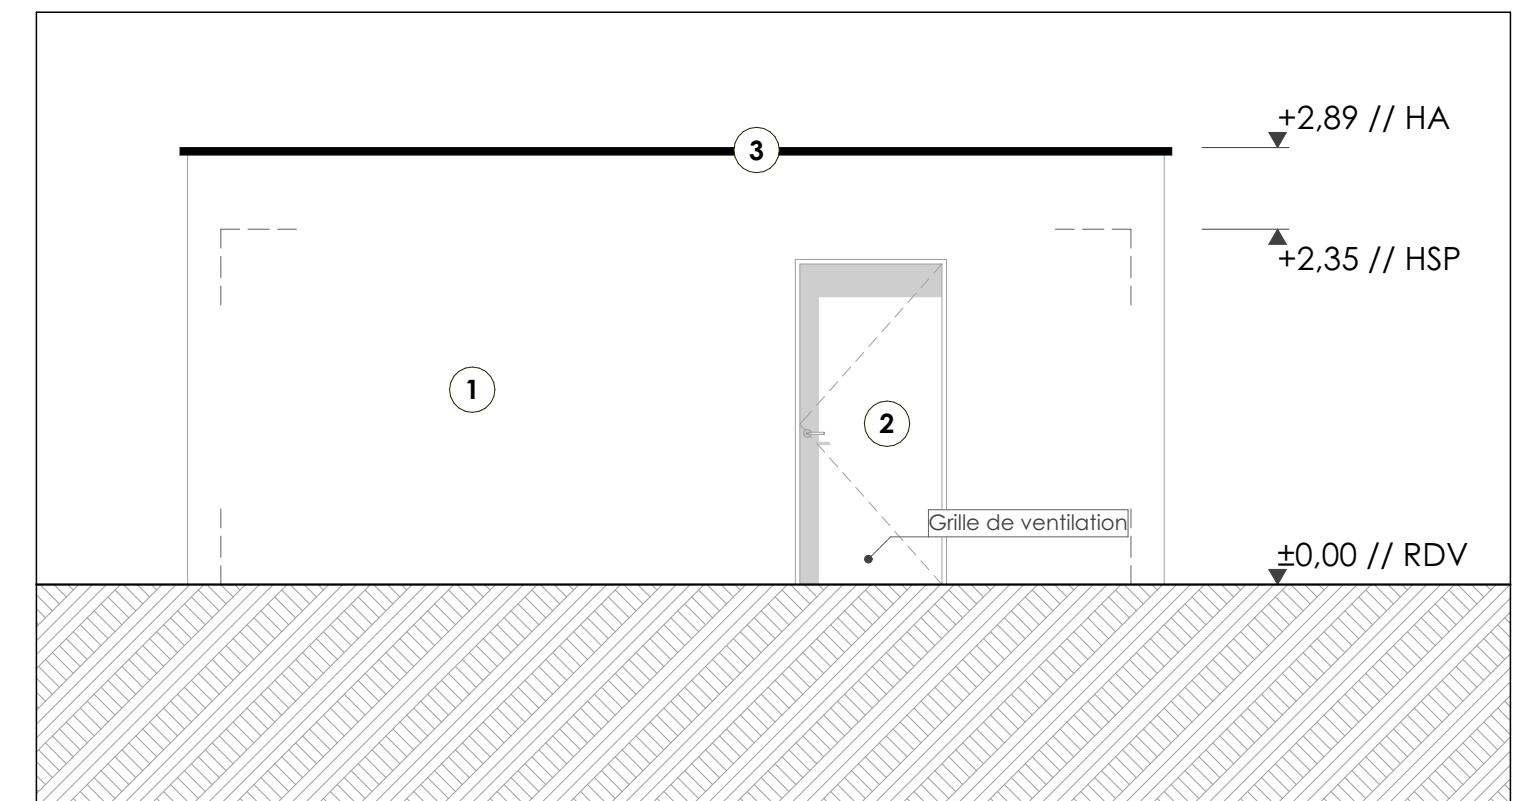 +2,89 // HA
3
+2,35 // HSP
1
2
Grille de ventilation
±0,00 // RDV